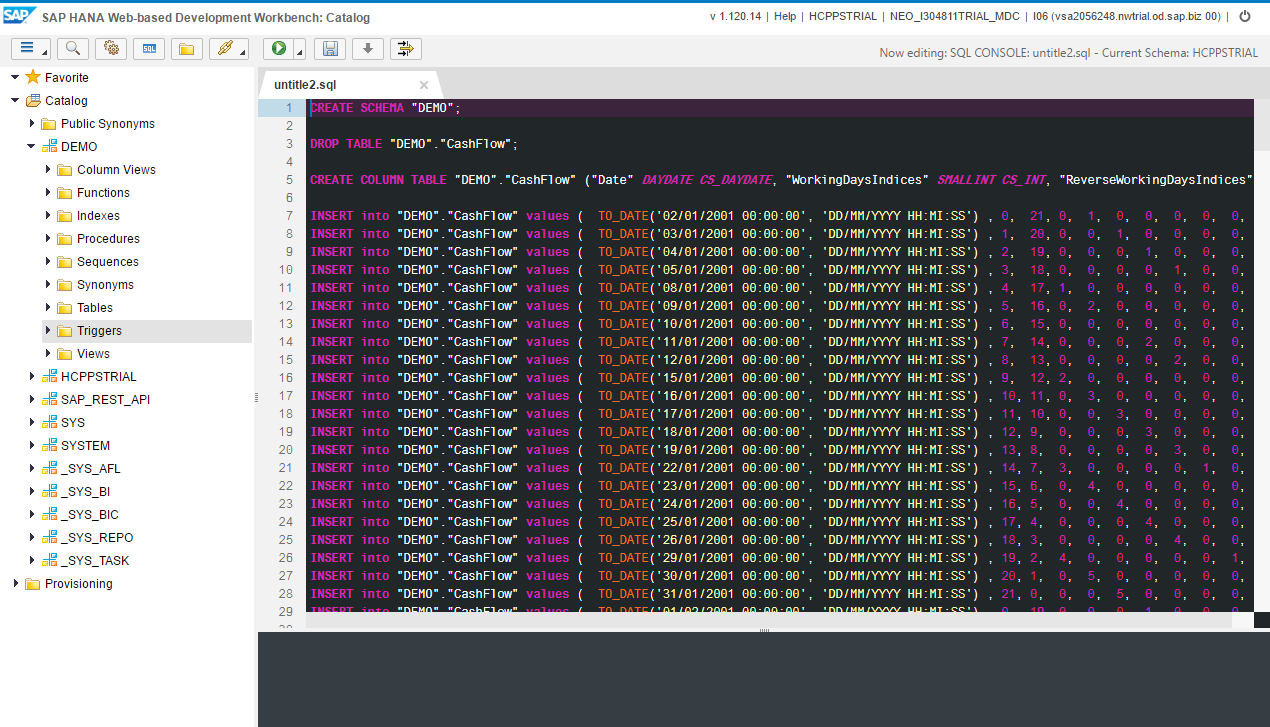 SAP SAP HANA Web-based Development Workbench: Catalog
v 1.120.14 | Help | HCPPSTRIAL | NEO_I304811TRIAL_MDC | I06 (vsa2056248.nwtrial.od.sap.biz 00) |
SQL
Now editing: SQL CONSOLE: untitle2.sql - Current Schema: HCPPSTRIAL
Favorite
Catalog
Public Synonyms
DEMO
Column Views
Functions
Indexes
Procedures
Sequences
Synonyms
Tables
Triggers
Views
HCPPSTRIAL
SAP_REST_API
SYS
SYSTEM
_SYS_AFL
_SYS_BI
_SYS_BIC
_SYS_REPO
_SYS_TASK
Provisioning
untitle2.sql
1 CREATE SCHEMA "DEMO";
2
3 DROP TABLE "DEMO"."CashFlow";
4
5 CREATE COLUMN TABLE "DEMO"."CashFlow" ("Date" DAYDATE CS_DAYDATE, "WorkingDaysIndices" SMALLINT CS_INT, "ReverseWorkingDaysIndices"
6
7 INSERT into "DEMO"."CashFlow" values ( TO_DATE('02/01/2001 00:00:00', 'DD/MM/YYYY HH:MI:SS') , 0, 21, 0, 1, 0, 0, 0, 0, 0,
8 INSERT into "DEMO"."CashFlow" values ( TO_DATE('03/01/2001 00:00:00', 'DD/MM/YYYY HH:MI:SS') , 1, 20, 0, 0, 1, 0, 0, 0, 0,
9 INSERT into "DEMO"."CashFlow" values ( TO_DATE('04/01/2001 00:00:00', 'DD/MM/YYYY HH:MI:SS') , 2, 19, 0, 0, 0, 1, 0, 0, 0,
10 INSERT into "DEMO"."CashFlow" values ( TO_DATE('05/01/2001 00:00:00', 'DD/MM/YYYY HH:MI:SS') , 3, 18, 0, 0, 0, 0, 1, 0, 0,
11 INSERT into "DEMO"."CashFlow" values ( TO_DATE('08/01/2001 00:00:00', 'DD/MM/YYYY HH:MI:SS') , 4, 17, 1, 0, 0, 0, 0, 0, 0,
12 INSERT into "DEMO"."CashFlow" values ( TO_DATE('09/01/2001 00:00:00', 'DD/MM/YYYY HH:MI:SS') , 5, 16, 0, 2, 0, 0, 0, 0, 0,
13 INSERT into "DEMO"."CashFlow" values ( TO_DATE('10/01/2001 00:00:00', 'DD/MM/YYYY HH:MI:SS') , 6, 15, 0, 0, 0, 0, 0, 0, 0,
14 INSERT into "DEMO"."CashFlow" values ( TO_DATE('11/01/2001 00:00:00', 'DD/MM/YYYY HH:MI:SS') , 7, 14, 0, 0, 0, 2, 0, 0, 0,
15 INSERT into "DEMO"."CashFlow" values ( TO_DATE('12/01/2001 00:00:00', 'DD/MM/YYYY HH:MI:SS') , 8, 13, 0, 0, 0, 0, 2, 0, 0,
16 INSERT into "DEMO"."CashFlow" values ( TO_DATE('15/01/2001 00:00:00', 'DD/MM/YYYY HH:MI:SS') , 9, 12, 2, 0, 0, 0, 0, 0, 0,
17 INSERT into "DEMO"."CashFlow" values ( TO_DATE('16/01/2001 00:00:00', 'DD/MM/YYYY HH:MI:SS') , 10, 11, 0, 3, 0, 0, 0, 0, 0,
18 INSERT into "DEMO"."CashFlow" values ( TO_DATE('17/01/2001 00:00:00', 'DD/MM/YYYY HH:MI:SS') , 11, 10, 0, 0, 3, 0, 0, 0, 0,
19 INSERT into "DEMO"."CashFlow" values ( TO_DATE('18/01/2001 00:00:00', 'DD/MM/YYYY HH:MI:SS') , 12, 9, 0, 0, 0, 3, 0, 0, 0,
20 INSERT into "DEMO"."CashFlow" values ( TO_DATE('19/01/2001 00:00:00', 'DD/MM/YYYY HH:MI:SS') , 13, 8, 0, 0, 0, 0, 3, 0, 0,
21 INSERT into "DEMO"."CashFlow" values ( TO_DATE('22/01/2001 00:00:00', 'DD/MM/YYYY HH:MI:SS') , 14, 7, 3, 0, 0, 0, 0, 1, 0,
22 INSERT into "DEMO"."CashFlow" values ( TO_DATE('23/01/2001 00:00:00', 'DD/MM/YYYY HH:MI:SS') , 15, 6, 0, 4, 0, 0, 0, 0, 0,
23 INSERT into "DEMO"."CashFlow" values ( TO_DATE('24/01/2001 00:00:00', 'DD/MM/YYYY HH:MI:SS') , 16, 5, 0, 0, 4, 0, 0, 0, 0,
24 INSERT into "DEMO"."CashFlow" values ( TO_DATE('25/01/2001 00:00:00', 'DD/MM/YYYY HH:MI:SS') , 17, 4, 0, 0, 0, 4, 0, 0, 0,
25 INSERT into "DEMO"."CashFlow" values ( TO_DATE('26/01/2001 00:00:00', 'DD/MM/YYYY HH:MI:SS') , 18, 3, 0, 0, 0, 0, 4, 0, 0,
26 INSERT into "DEMO"."CashFlow" values ( TO_DATE('29/01/2001 00:00:00', 'DD/MM/YYYY HH:MI:SS') , 19, 2, 4, 0, 0, 0, 0, 0, 1,
27 INSERT into "DEMO"."CashFlow" values ( TO_DATE('30/01/2001 00:00:00', 'DD/MM/YYYY HH:MI:SS') , 20, 1, 0, 5, 0, 0, 0, 0, 0,
28 INSERT into "DEMO"."CashFlow" values ( TO_DATE('31/01/2001 00:00:00', 'DD/MM/YYYY HH:MI:SS') , 21, 0, 0, 0, 5, 0, 0, 0, 0,
29 INSERT into "DEMO"."CashFlow" values ( TO_DATE('01/02/2001 00:00:00', 'DD/MM/YYYY HH:MI:SS') , 0, 19, 0, 0, 0, 1, 0, 0, 0,